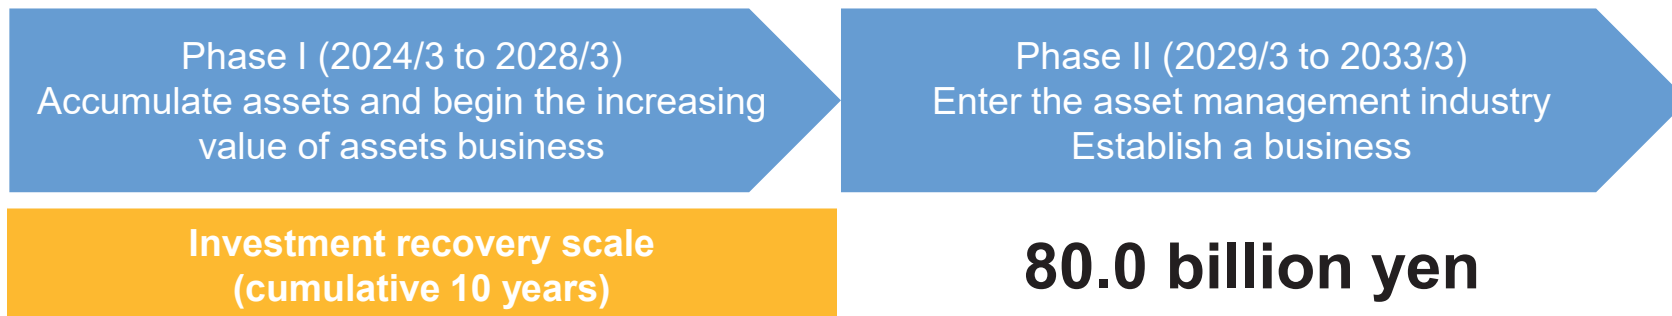 Phase I (2024/3 to 2028/3)
Accumulate assets and begin the increasing
value of assets business
Phase II (2029/3 to 2033/3)
Enter the asset management industry
Establish a business
Investment recovery scale
(cumulative 10 years)
80.0 billion yen